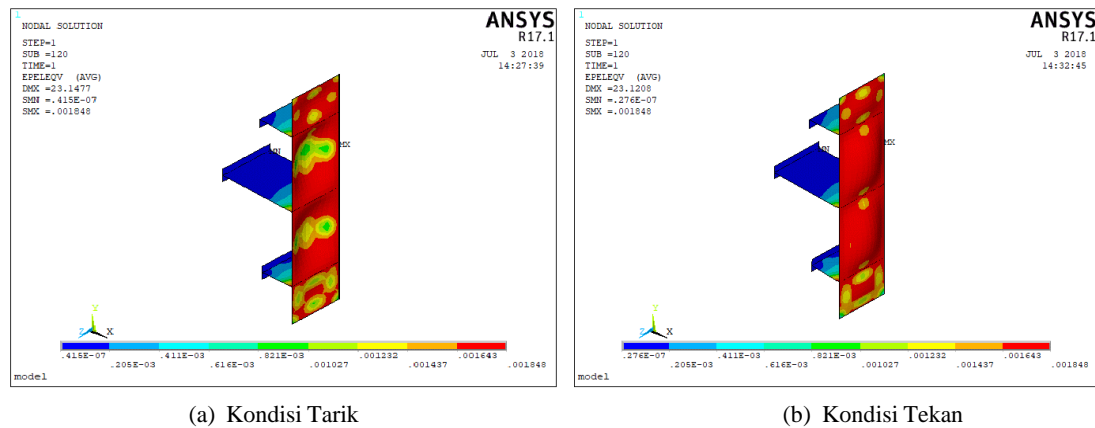 1
NODAL SOLUTION
STEP=1
SUB =120
TIME=1
EPELEQV (AVG)
DMX=23.1477
SMN =.415E-07
SMX =.001848
ANSYS
R17.1
JUL 3 2018
14:27:39
MN
MX
Y
Z
X
.415E-07
.205E-03
.411E-03
.616E-03
.821E-03
.001027
.001232
.001437
.001643
.001848
model
(a) Kondisi Tarik
1
NODAL SOLUTION
STEP=1
SUB =120
TIME=1
EPELEQV (AVG)
DMX=23.1208
SMN =.276E-07
SMX =.001848
ANSYS
R17.1
JUL 3 2018
14:32:45
MN
MX
Y
Z
X
.276E-07
.205E-03
.411E-03
.616E-03
.821E-03
.001027
.001232
.001437
.001643
.001848
model
(b) Kondisi Tekan